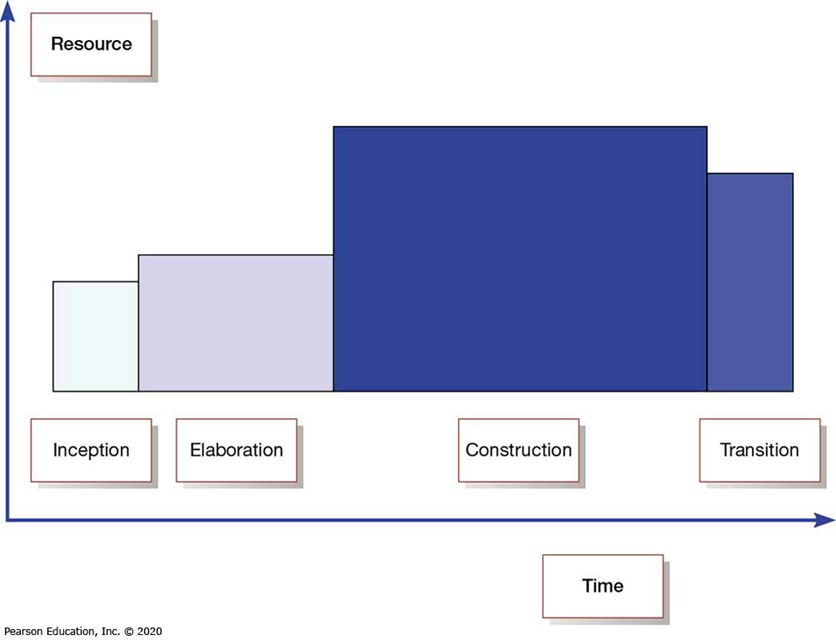 Resource
Inception
Elaboration
Construction
Transition
Time
Pearson Education, Inc. © 2020